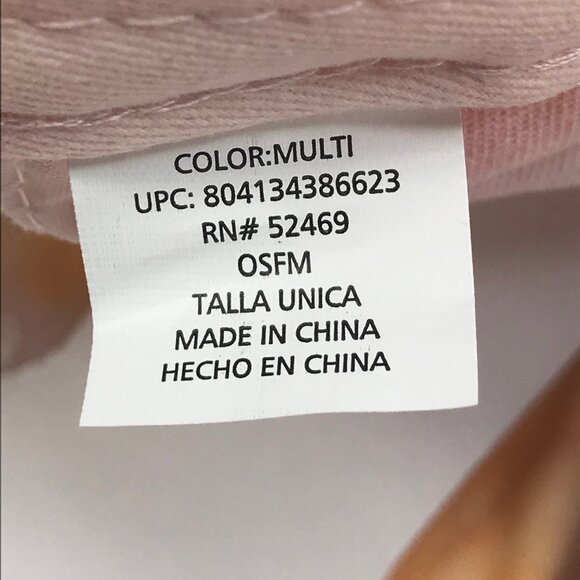 COLOR:MULTI
UPC: 804134386623
RN# 52469
OSFM
TALLA UNICA
MADE IN CHINA
HECHO EN CHINA